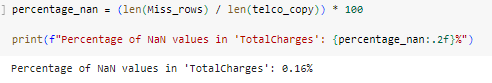 ] percentage_nan = (len(Miss_rows) / len(telco_copy)) * 100
print(f"Percentage of NaN values in 'TotalCharges': {percentage_nan:.2f}%")
Percentage of NaN values in 'TotalCharges': 0.16%